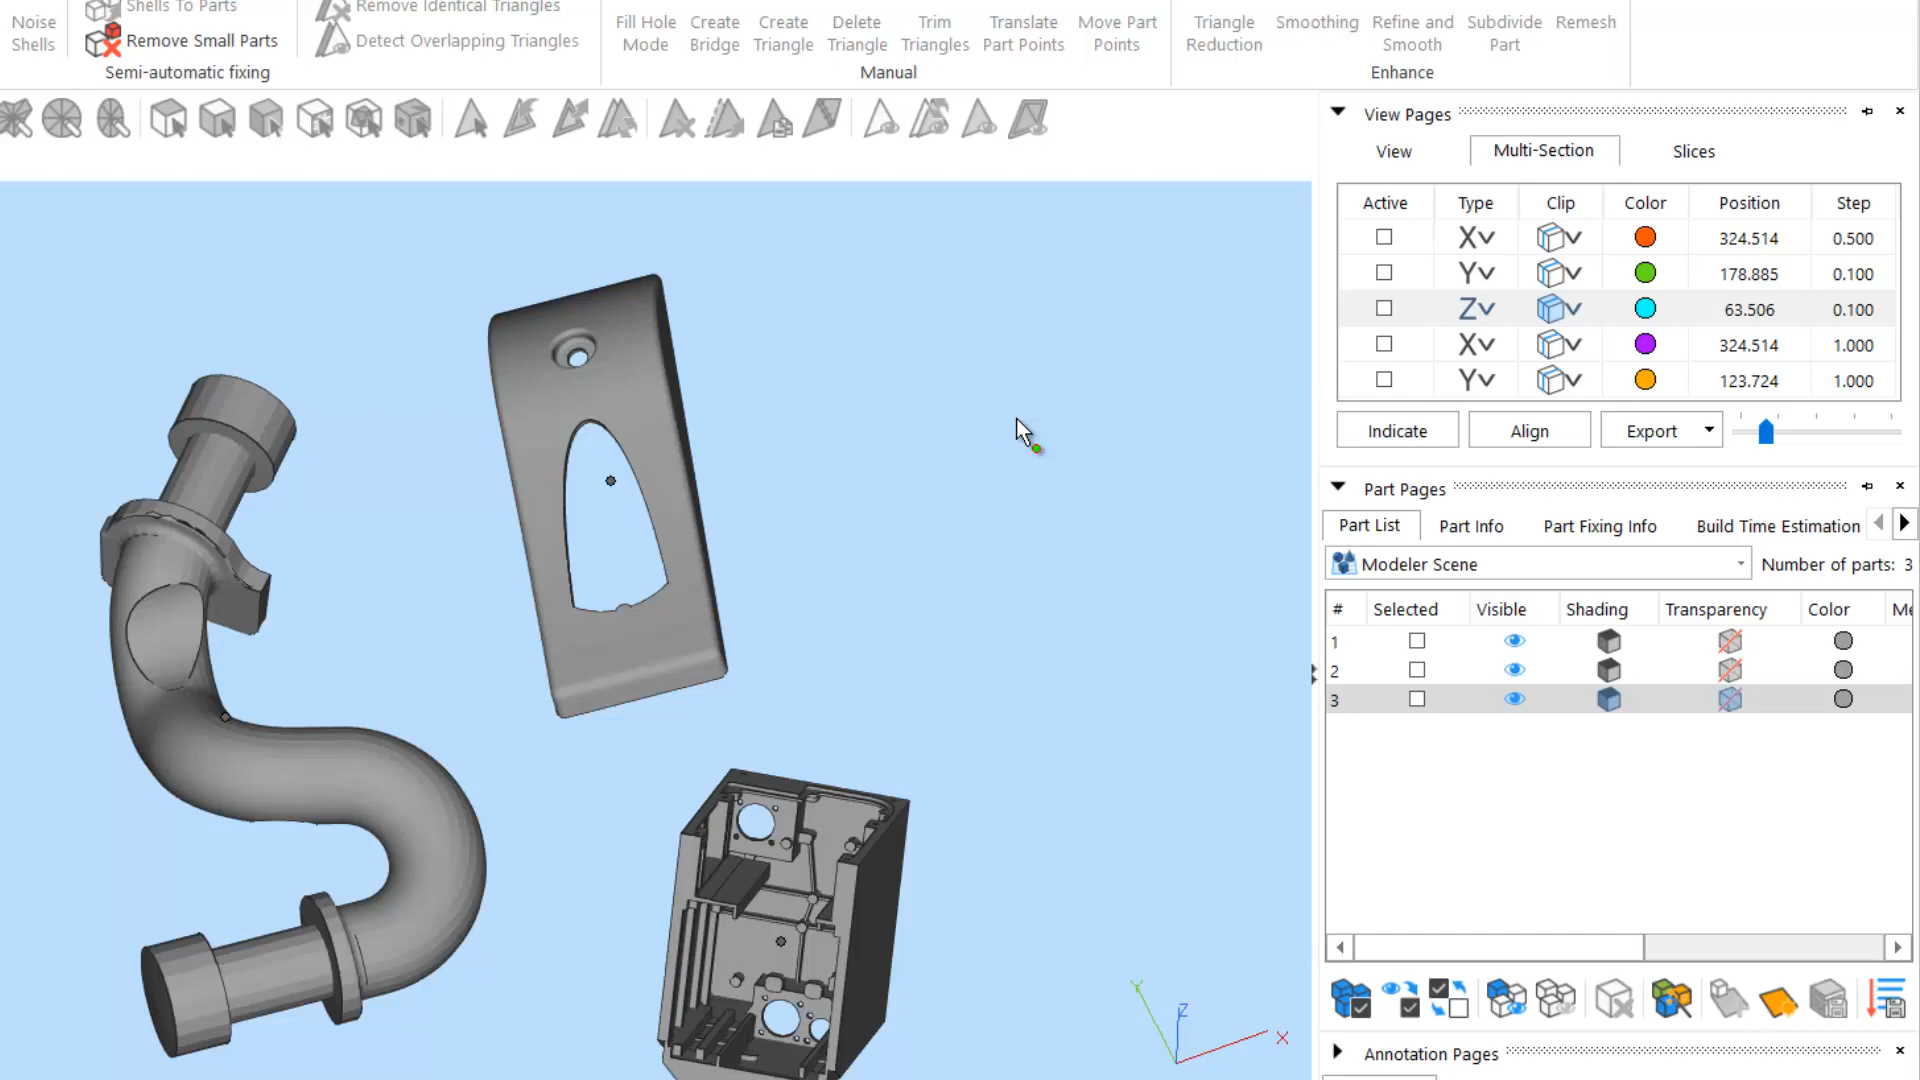 Noise Shells
Shells To Parts
Remove Small Parts
Semi-automatic fixing
Remove Identical Triangles
Detect Overlapping Triangles
Fill Hole Mode
Create Bridge
Create Triangle
Delete Triangle
Trim Triangles
Translate Part Points
Move Part Points
Manual
Triangle Reduction
Smoothing
Refine and Smooth
Subdivide Part
Remesh
Enhance
View Pages
View Multi-Section Slices
Active Type Clip Color Position Step
X 324.514 0.500
Y 178.885 0.100
Z 63.506 0.100
X 324.514 1.000
Y 123.724 1.000
Indicate Align Export
Part Pages
Part List Part Info Part Fixing Info Build Time Estimation
Modeler Scene Number of parts: 3
# Selected Visible Shading Transparency Color Me
1
2
3
Y Z X
Annotation Pages